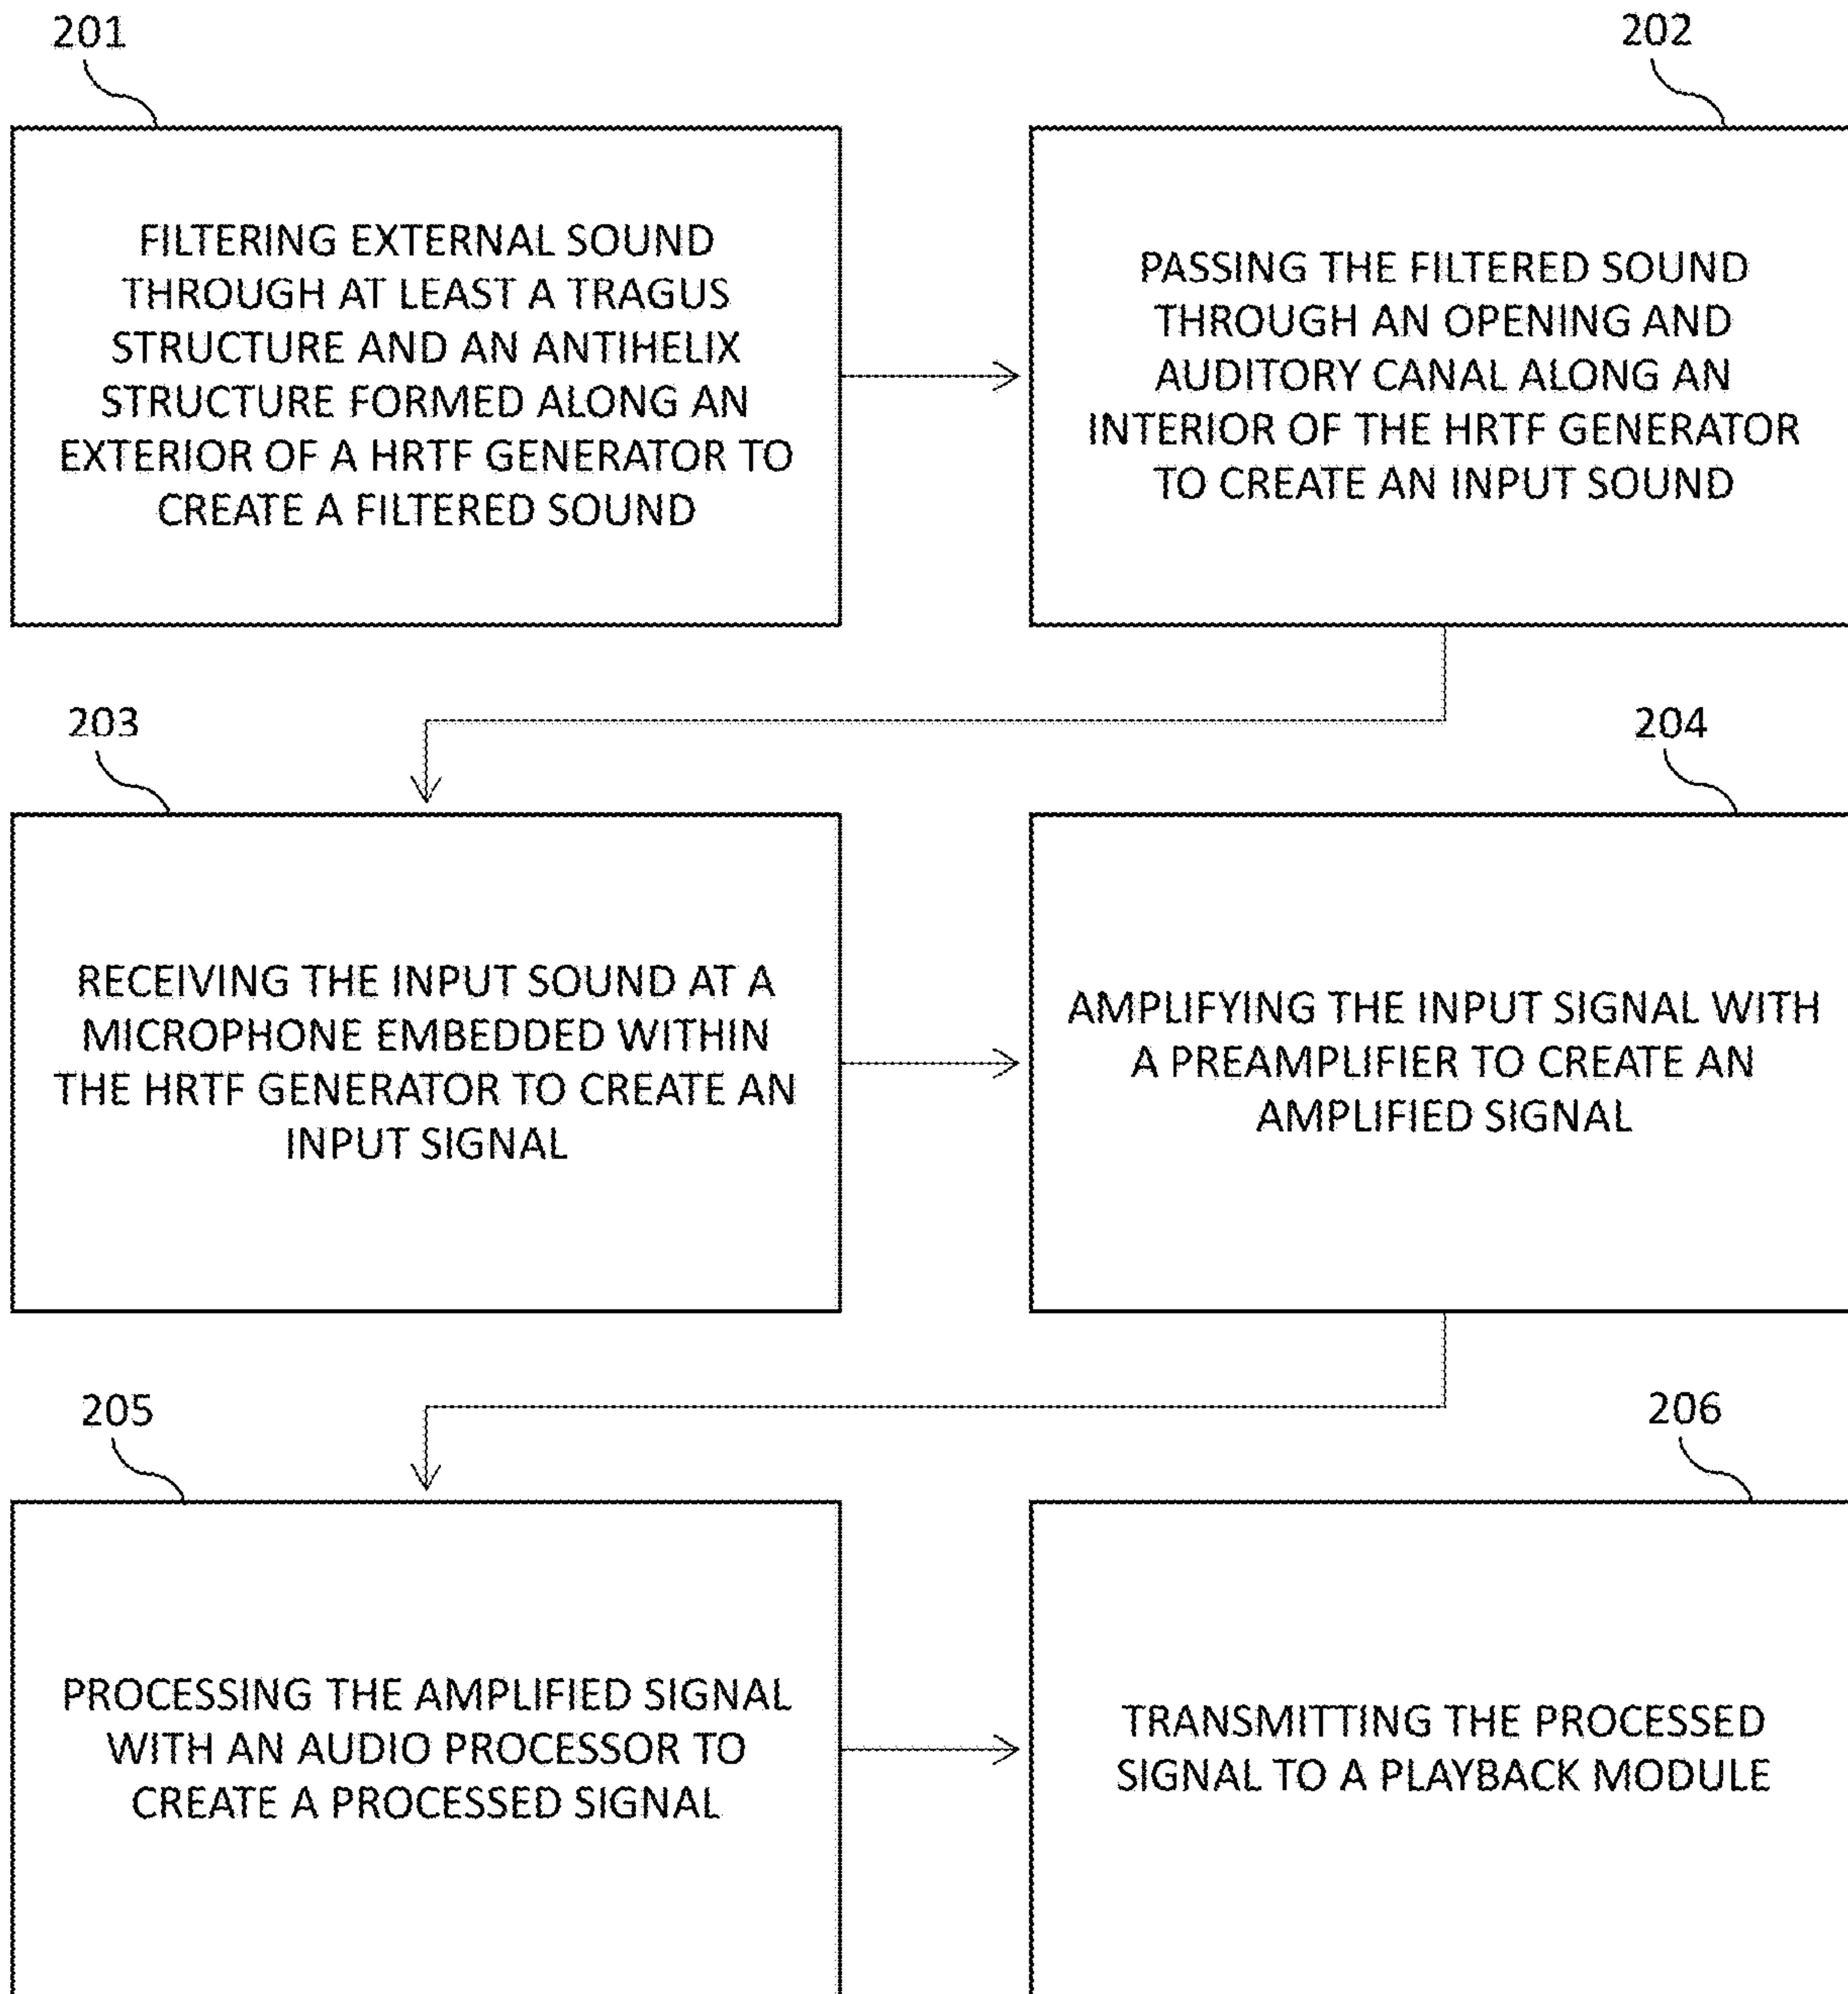 201
FILTERING EXTERNAL SOUND
THROUGH AT LEAST A TRAGUS
STRUCTURE AND AN ANTIHELIX
STRUCTURE FORMED ALONG AN
EXTERIOR OF A HRTF GENERATOR TO
CREATE A FILTERED SOUND
202
PASSING THE FILTERED SOUND
THROUGH AN OPENING AND
AUDITORY CANAL ALONG AN
INTERIOR OF THE HRTF GENERATOR
TO CREATE AN INPUT SOUND
203
RECEIVING THE INPUT SOUND AT A
MICROPHONE EMBEDDED WITHIN
THE HRTF GENERATOR TO CREATE AN
INPUT SIGNAL
204
AMPLIFYING THE INPUT SIGNAL WITH
A PREAMPLIFIER TO CREATE AN
AMPLIFIED SIGNAL
205
PROCESSING THE AMPLIFIED SIGNAL
WITH AN AUDIO PROCESSOR TO
CREATE A PROCESSED SIGNAL
206
TRANSMITTING THE PROCESSED
SIGNAL TO A PLAYBACK MODULE